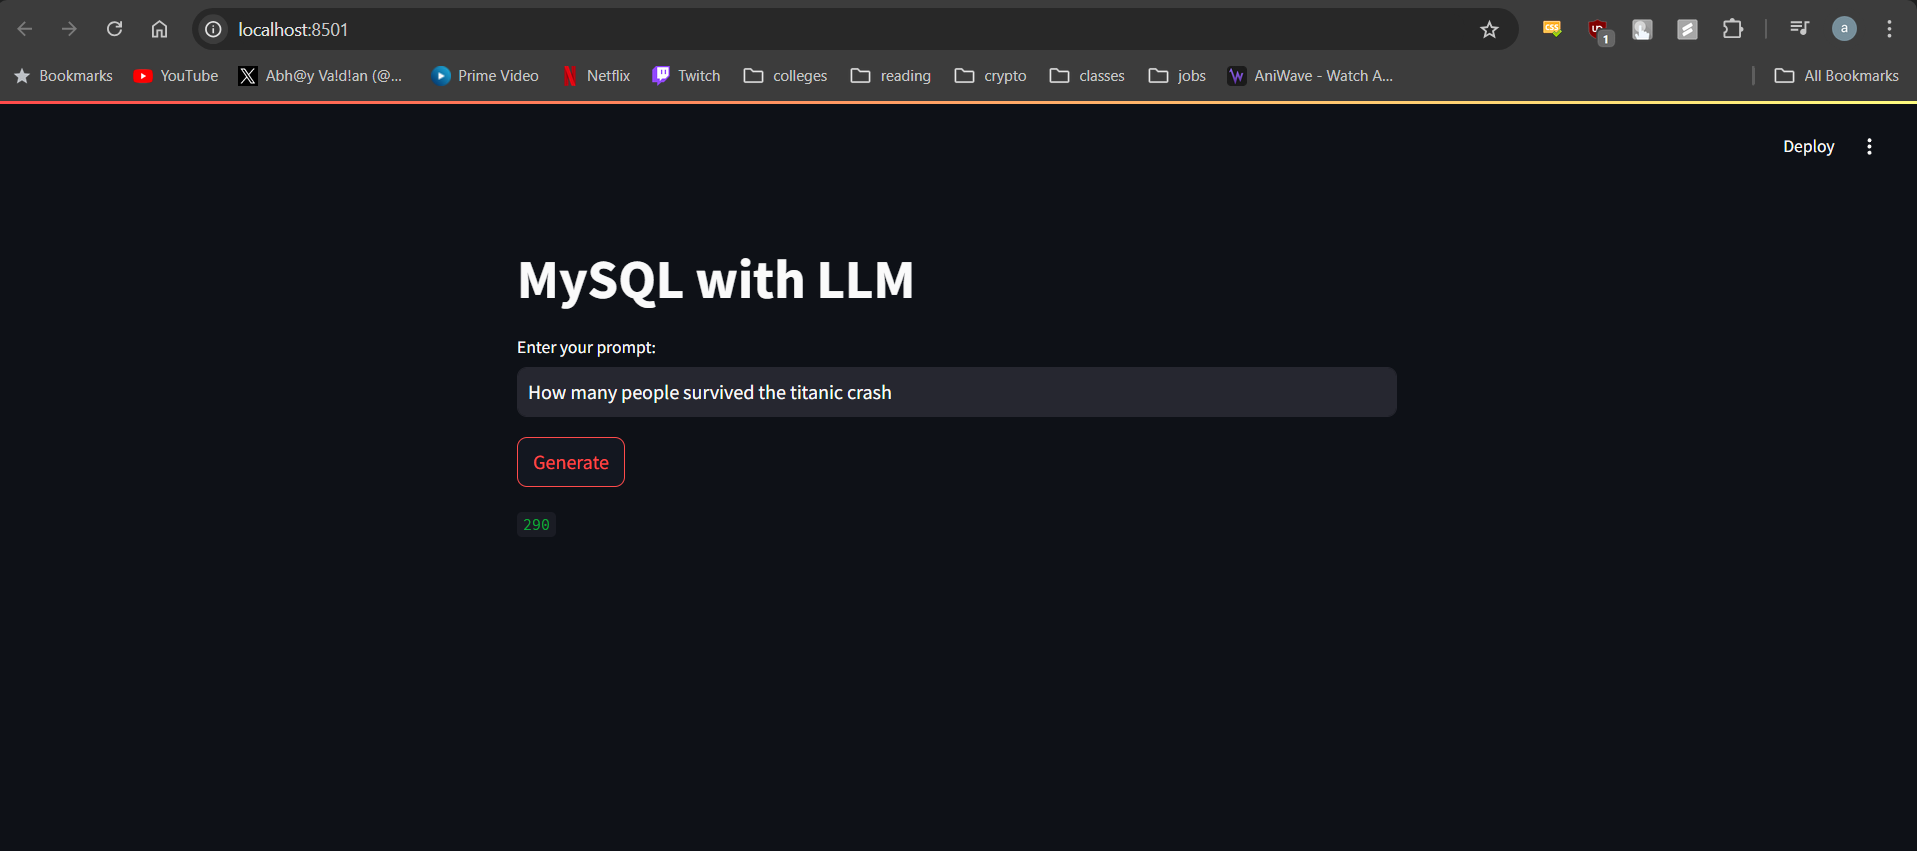 localhost:8501
1
a
Bookmarks YouTube Abh@y Va!d!an (@... Prime Video Netflix Twitch colleges reading crypto classes jobs AniWave - Watch A... All Bookmarks
Deploy
MySQL with LLM
Enter your prompt:
How many people survived the titanic crash
Generate
290